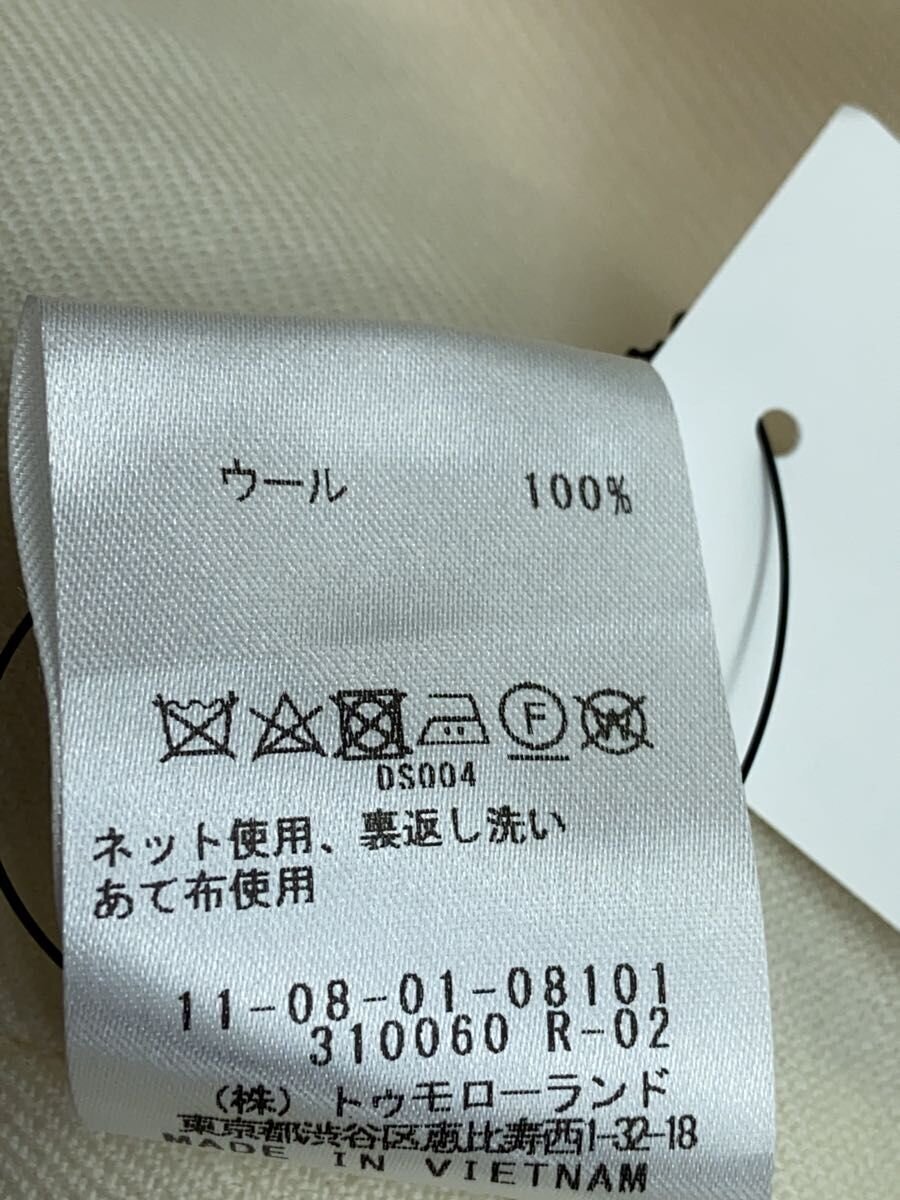 ウール 100%
F W
DS004
ネット使用、裏返し洗い
あて布使用
11-08-01-08101
310060 R-02
(株) トゥモローランド
東京都渋谷区恵比寿西1-32-18
MADE IN VIETNAM